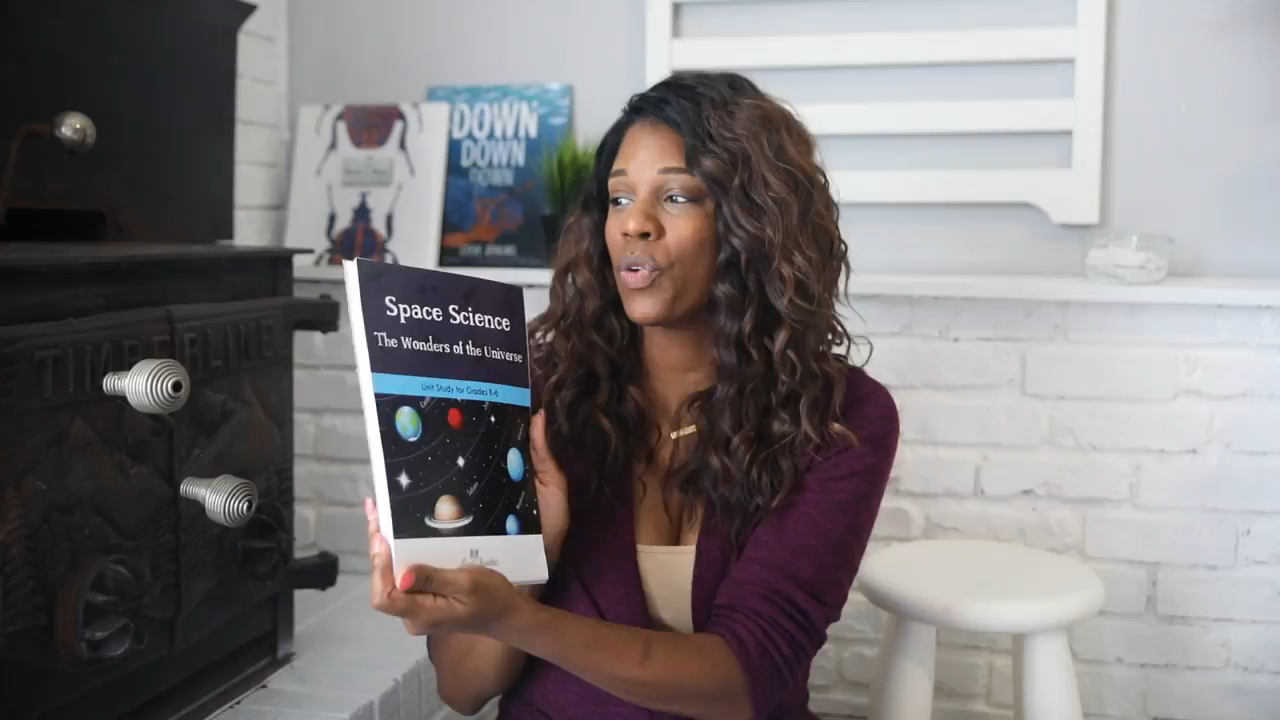 DOWN
DOWN
DOWN
Space Science
The Wonders of the Universe
Unit Study for Grades K-6
TIMBERLINE